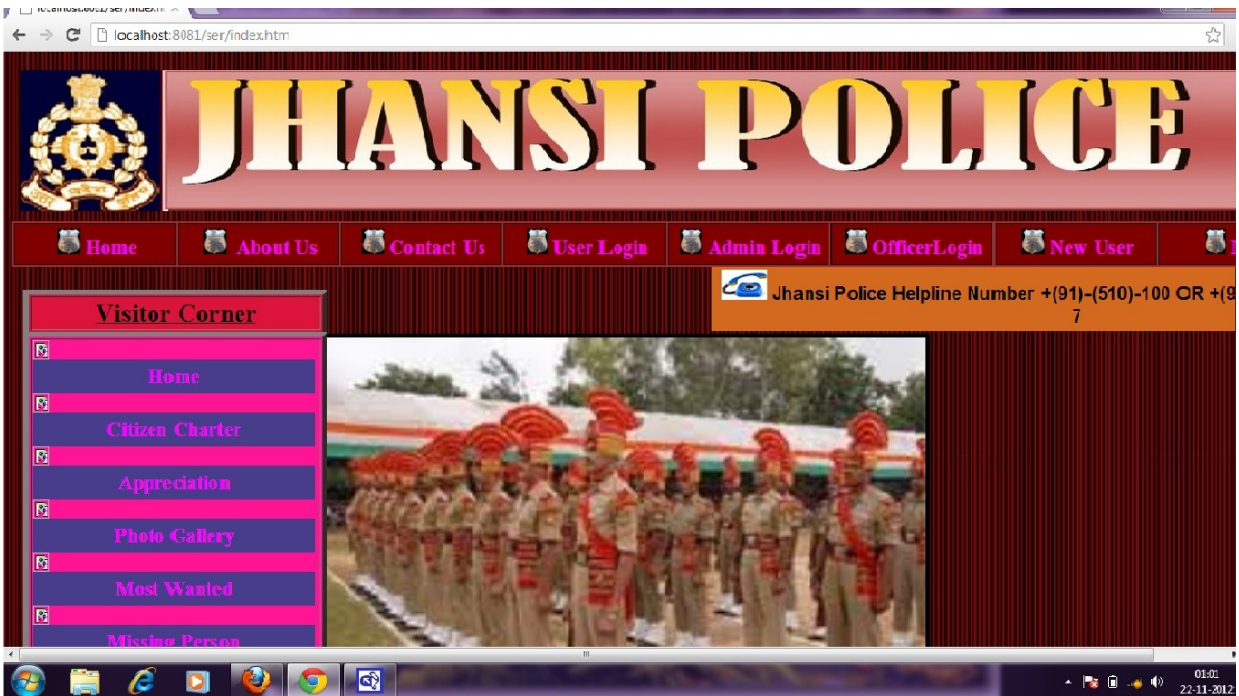 localhost:8081/ser/index.htm
JHANSI POLICE
Home About Us Contact Us User Login Admin Login OfficerLogin New User
Jhansi Police Helpline Number +(91)-(510)-100 OR +(9
7
Visitor Corner
Home
Citizen Charter
Appreciation
Photo Gallery
Most Wanted
Missing Person
01:01
22-11-2012